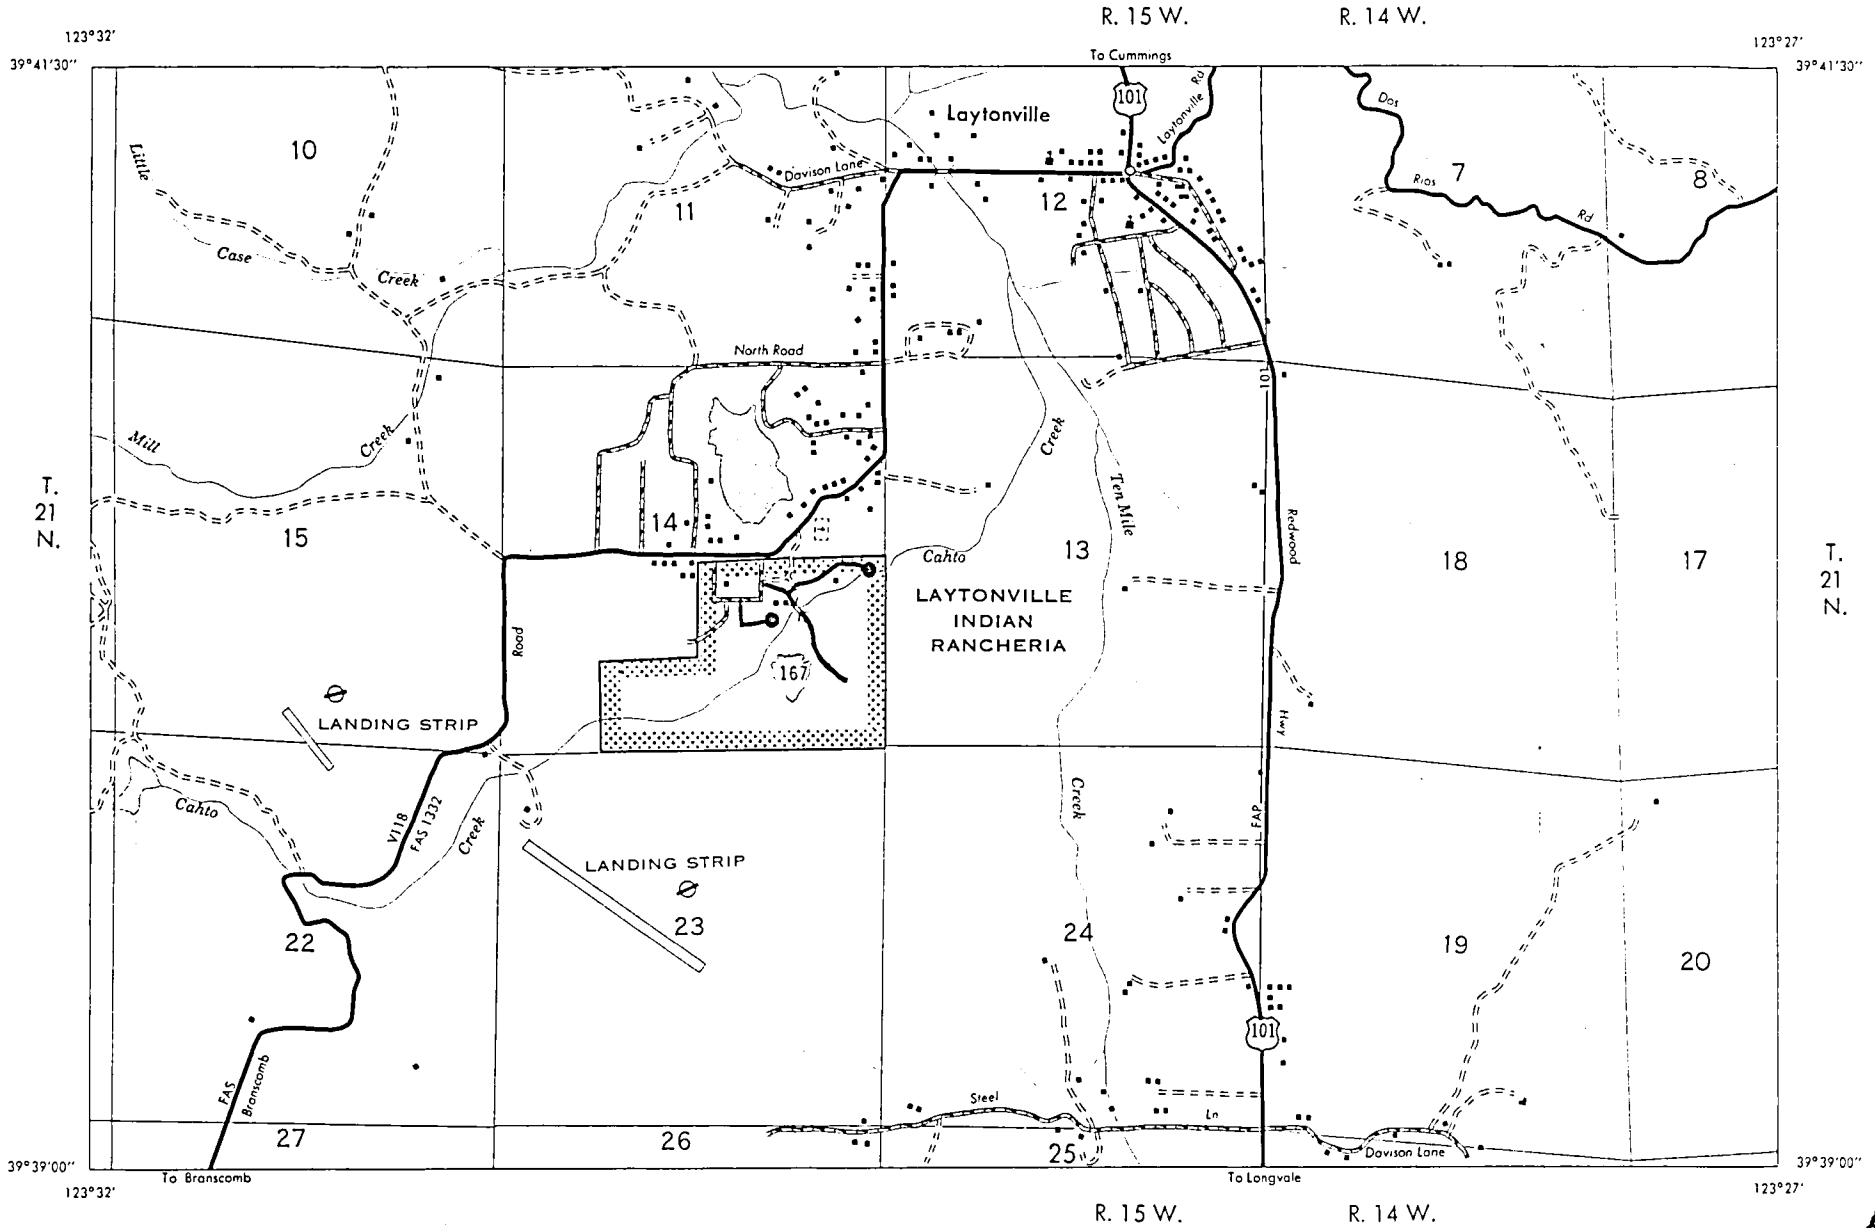 R. 15 W. R. 14 W.
123°32' 123°27'
39°41'30" 39°41'30"
To Cummings
101
Laytonville Rd
Laytonville
Dos
Rios
Rd
Little
Case
Creek
10
11
Davison Lane
12
7
8
North Road
101
Mill
Creek
Creek
Ten Mile
T.
21
N.
15
14
13
18
17
T.
21
N.
Cahto
Redwood
LAYTONVILLE
INDIAN
RANCHERIA
Road
167
LANDING STRIP
Hwy
Cahto
V118
FAS 1332
Creek
Creek
FAP
LANDING STRIP
22
23
24
19
20
101
FAS
Branscomb
Steel
Ln
27
26
25
Davison Lane
39°39'00" 39°39'00"
To Branscomb
To Longvale
123°32' 123°27'
R. 15 W. R. 14 W.